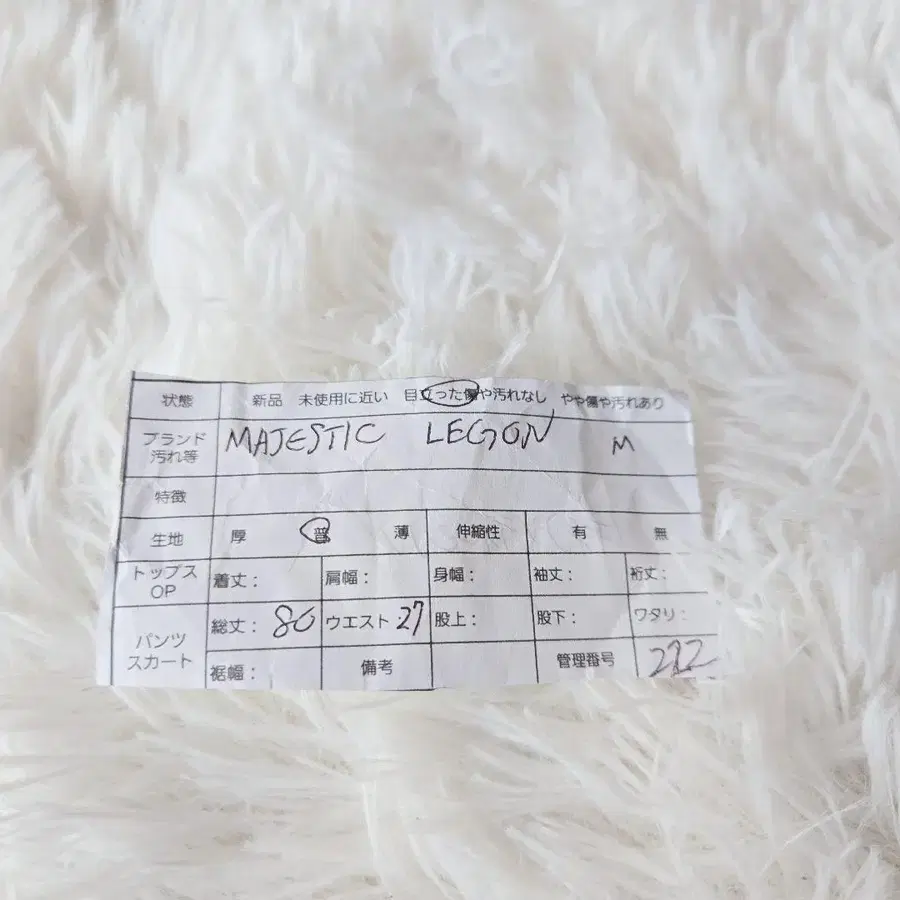 状態 新品 未使用に近い 目立った傷や汚れなし やや傷や汚れあり
ブランド MAJESTIC LEGON M
汚れ等
特徴
生地 厚 普 薄 伸縮性 有 無
トップス 着丈: 肩幅: 身幅: 袖丈: 裄丈:
OP
総丈: 80 ウエスト: 27 股上: 股下: ワタリ:
パンツ
スカート
裾幅: 備考 管理番号 222